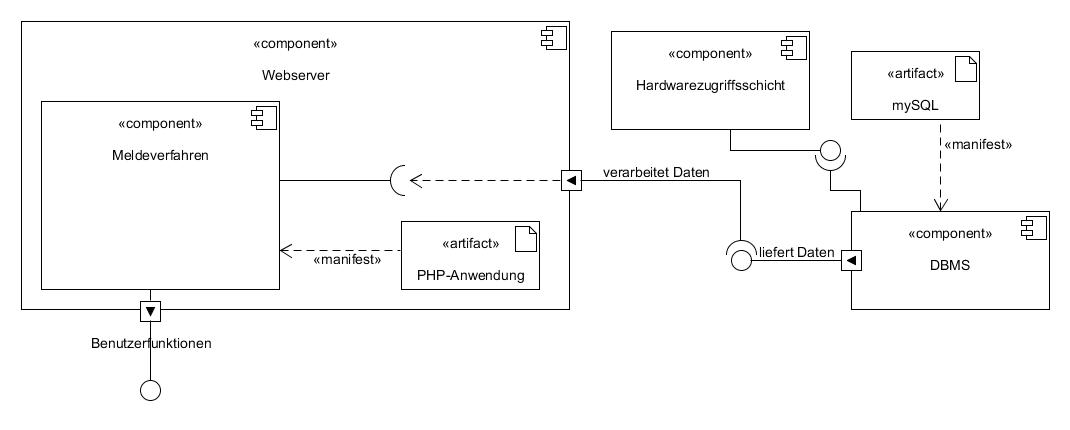 «component»
Webserver
«component»
Meldeverfahren
«artifact»
PHP-Anwendung
«manifest»
Benutzerfunktionen
verarbeitet Daten
«component»
Hardwarezugriffsschicht
«artifact»
mySQL
«manifest»
liefert Daten
«component»
DBMS